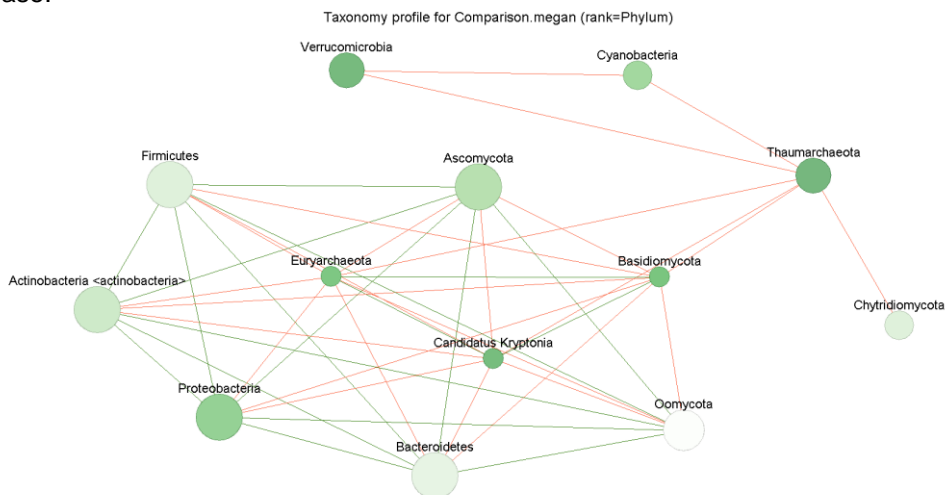 Taxonomy profile for Comparison.megan (rank=Phylum)
Verrucomicrobia
Cyanobacteria
Thaumarchaeota
Firmicutes
Ascomycota
Euryarchaeota
Basidiomycota
Actinobacteria <actinobacteria>
Chytridiomycota
Candidatus Kryptonia
Proteobacteria
Oomycota
Bacteroidetes